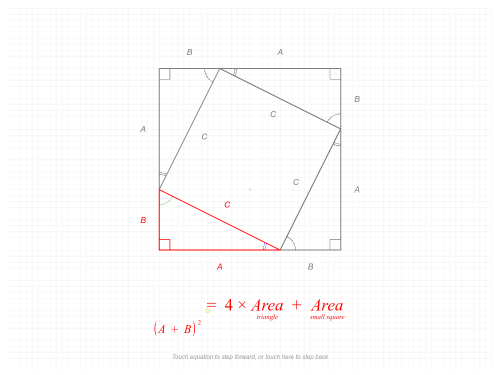 B A
A C C B
C A
B C
A B
= 4 × Area triangle + Area small square
(A + B)²
Touch equation to step forward, or touch here to step back